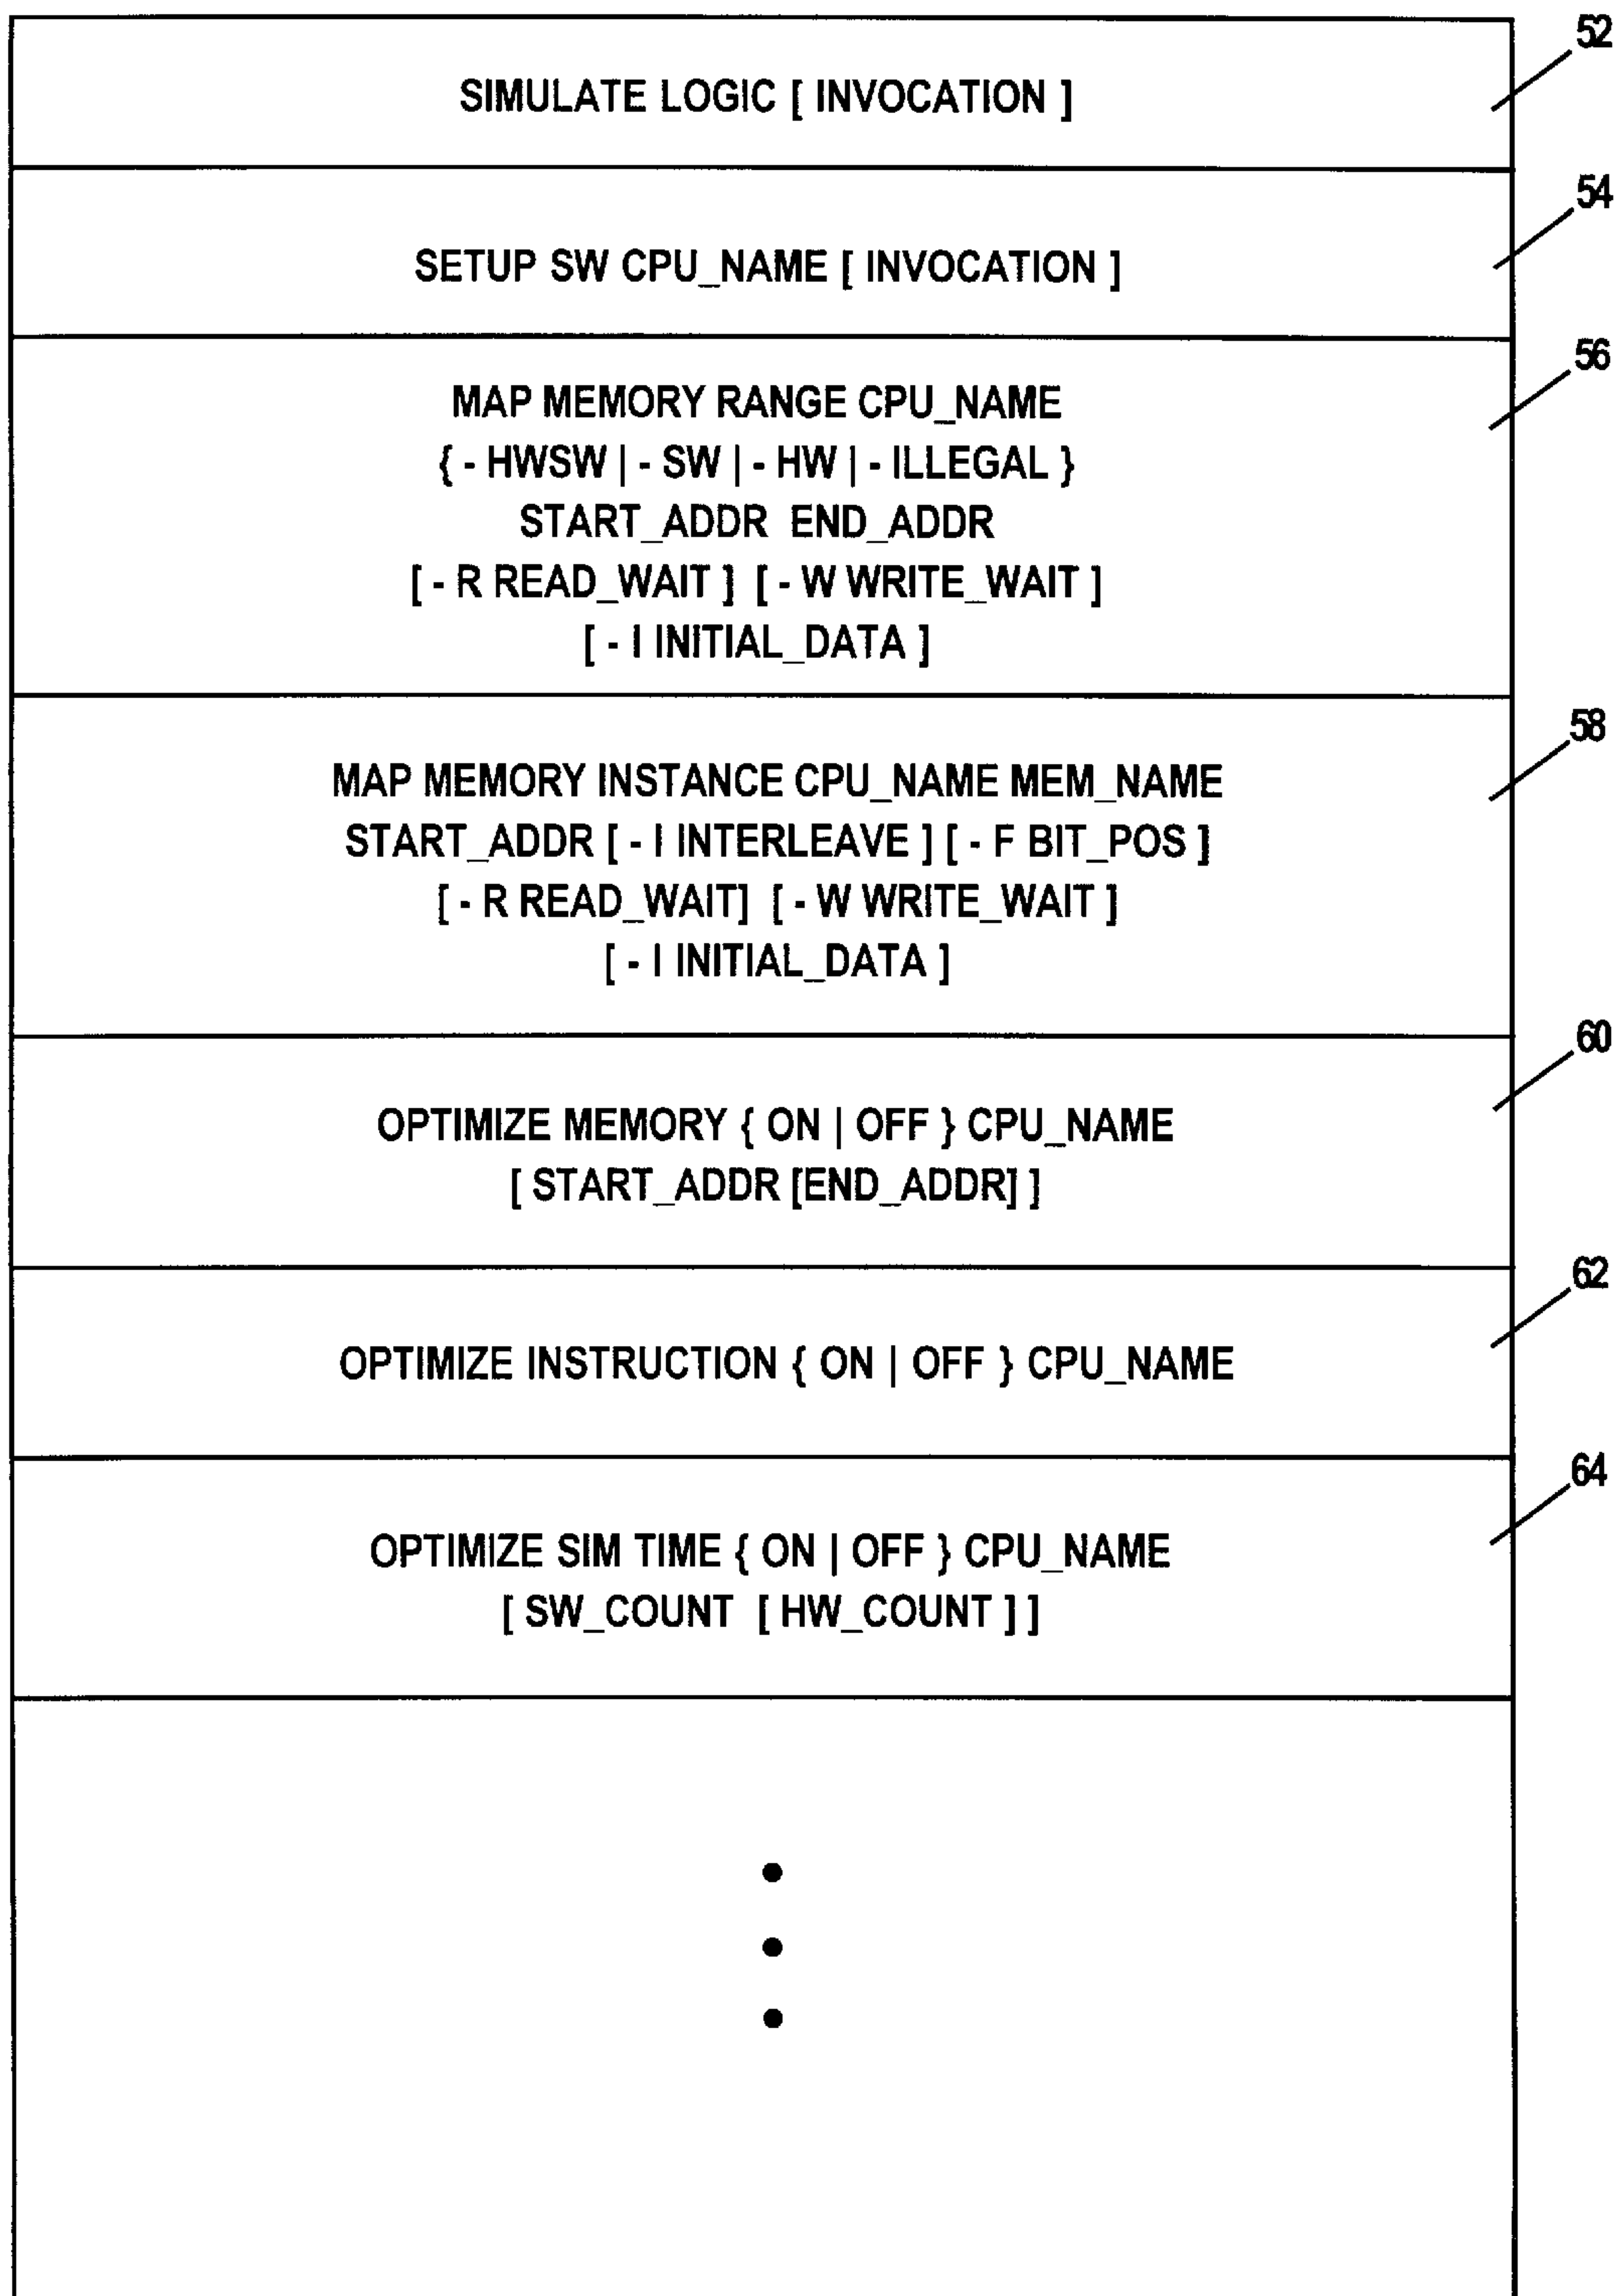 52
SIMULATE LOGIC [ INVOCATION ]
54
SETUP SW CPU_NAME [ INVOCATION ]
56
MAP MEMORY RANGE CPU_NAME
{ - HWSW | - SW | - HW | - ILLEGAL }
START_ADDR END_ADDR
[ - R READ_WAIT ] [ - W WRITE_WAIT ]
[ - I INITIAL_DATA ]
58
MAP MEMORY INSTANCE CPU_NAME MEM_NAME
START_ADDR [ - I INTERLEAVE ] [ - F BIT_POS ]
[ - R READ_WAIT] [ - W WRITE_WAIT ]
[ - I INITIAL_DATA ]
60
OPTIMIZE MEMORY { ON | OFF } CPU_NAME
[ START_ADDR [END_ADDR] ]
62
OPTIMIZE INSTRUCTION { ON | OFF } CPU_NAME
64
OPTIMIZE SIM TIME { ON | OFF } CPU_NAME
[ SW_COUNT [ HW_COUNT ] ]